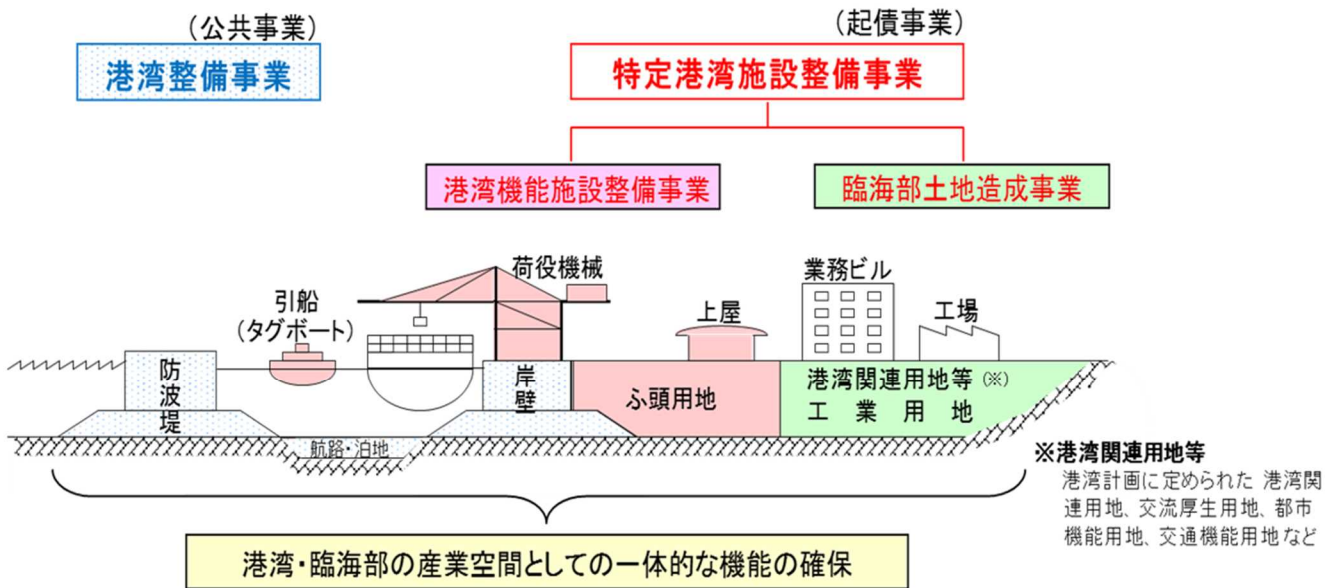 (公共事業)
港湾整備事業
(起債事業)
特定港湾施設整備事業
港湾機能施設整備事業
臨海部土地造成事業
荷役機械
業務ビル
引船
(タグボート)
上屋
工場
防波堤
岸壁
ふ頭用地
港湾関連用地等(※)
工業用地
航路・泊地
※港湾関連用地等
港湾計画に定められた 港湾関
連用地、交流厚生用地、都市
機能用地、交通機能用地など
港湾・臨海部の産業空間としての一体的な機能の確保